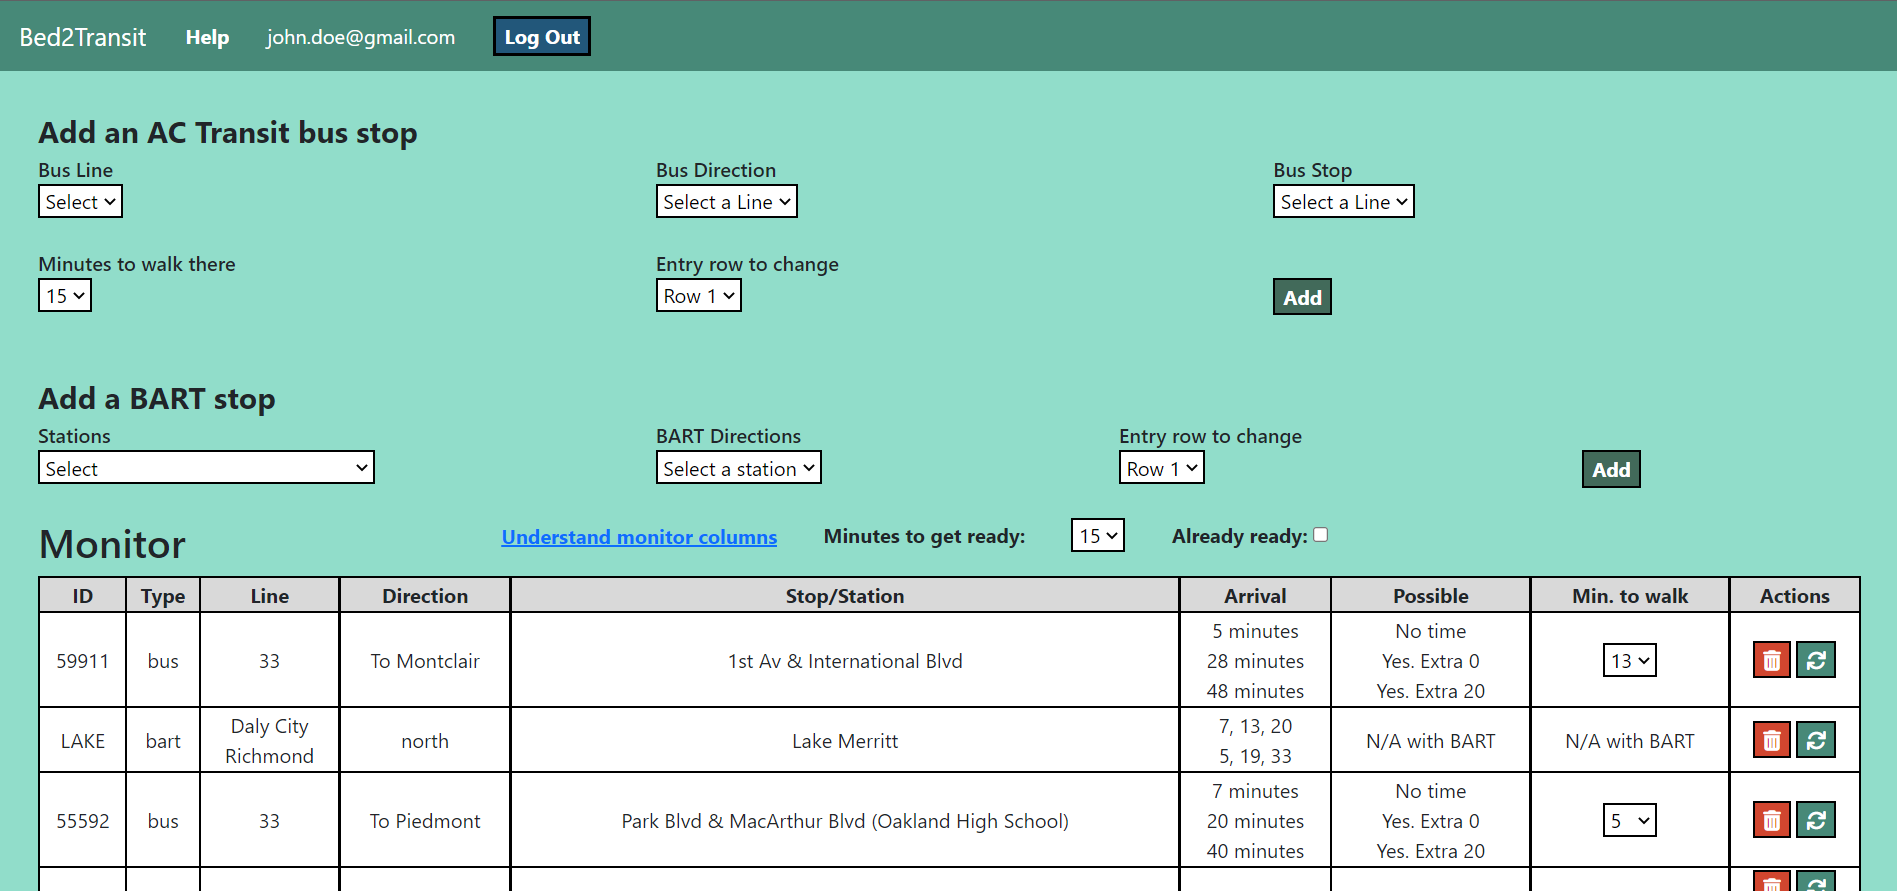 Bed2Transit Help john.doe@gmail.com Log Out
Add an AC Transit bus stop
Bus Line Bus Direction Bus Stop
Select Select a Line Select a Line
Minutes to walk there Entry row to change
15 Row 1 Add
Add a BART stop
Stations BART Directions Entry row to change
Select Select a station Row 1 Add
Monitor Understand monitor columns Minutes to get ready: 15 Already ready:
ID Type Line Direction Stop/Station Arrival Possible Min. to walk Actions
5 minutes No time
59911 bus 33 To Montclair 1st Av & International Blvd 28 minutes Yes. Extra 0 13
48 minutes Yes. Extra 20
Daly City 7, 13, 20
LAKE bart north Lake Merritt N/A with BART N/A with BART
Richmond 5, 19, 33
7 minutes No time
55592 bus 33 To Piedmont Park Blvd & MacArthur Blvd (Oakland High School) 20 minutes Yes. Extra 0 5
40 minutes Yes. Extra 20